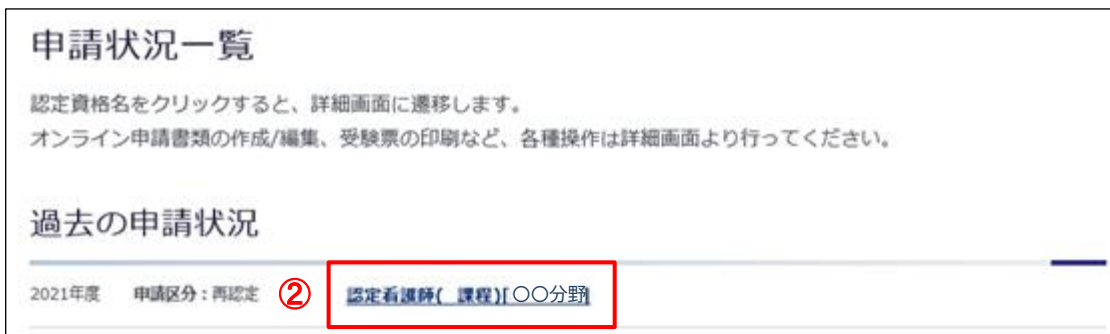 申請状況一覧
認定資格名をクリックすると、詳細画面に遷移します。
オンライン申請書類の作成/編集、受験票の印刷など、各種操作は詳細画面より行ってください。
過去の申請状況
2021年度 申請区分：再認定 ② 認定看護師( 課程)[〇〇分野]